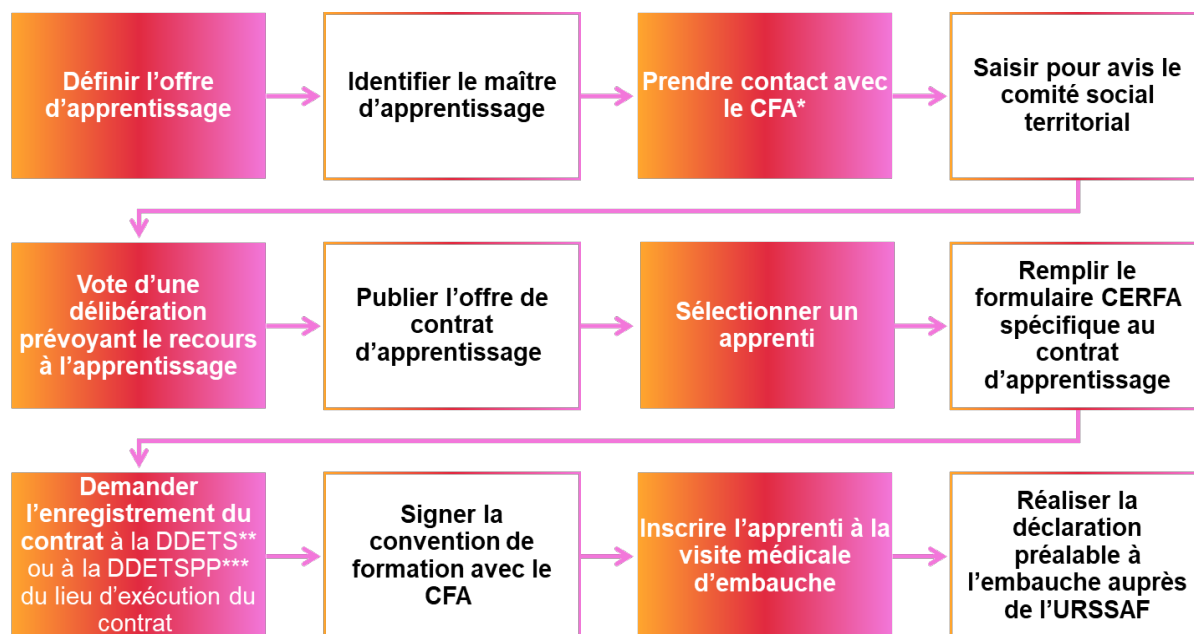 Définir l’offre
d’apprentissage
Identifier le maître
d’apprentissage
Prendre contact avec
le CFA*
Saisir pour avis le
comité social
territorial
Vote d’une
délibération
prévoyant le recours
à l’apprentissage
Publier l’offre de
contrat
d’apprentissage
Sélectionner un
apprenti
Remplir le
formulaire CERFA
spécifique au
contrat
d’apprentissage
Demander
l’enregistrement du
contrat à la DDETS**
ou à la DDETSPP***
du lieu d’exécution du
contrat
Signer la
convention de
formation avec le
CFA
Inscrire l’apprenti à la
visite médicale
d’embauche
Réaliser la
déclaration
préalable à
l’embauche auprès
de l’URSSAF